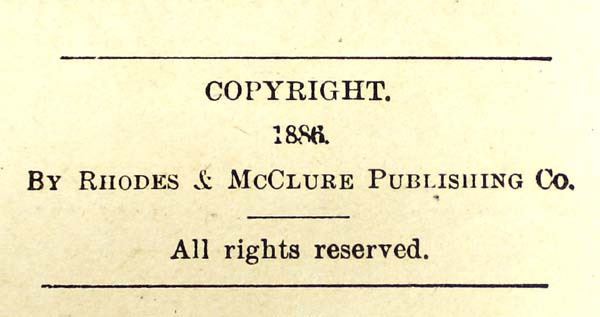 COPYRIGHT.
1886.
BY RHODES & MCCLURE PUBLISHING CO.
All rights reserved.